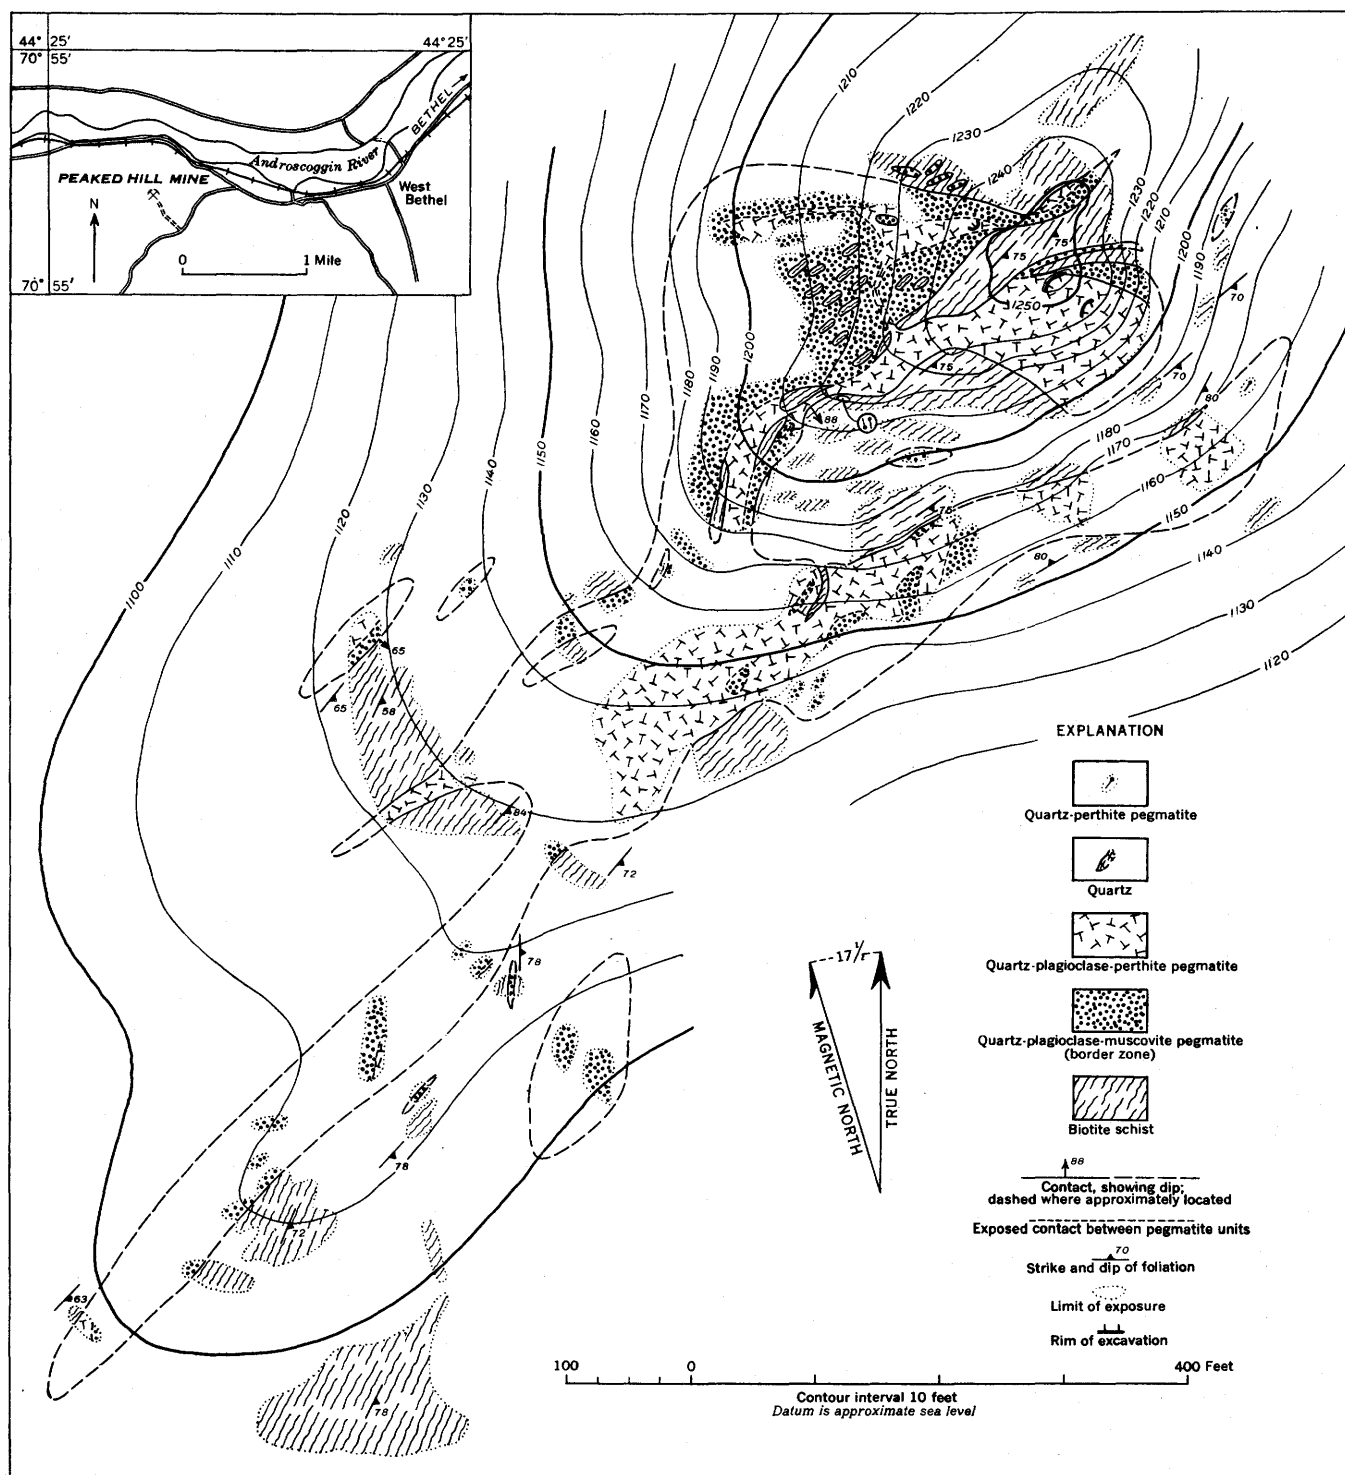 44° 25'
70° 55'
44° 25'
BETHEL
Androscoggin River
PEAKED HILL MINE
West
Bethel
N
0 1 Mile
70° 55'
1210
1220
1230
1240
1230
1220
1210
1200
1190
75
75
70
1250
1200
1190
1180
1170
1160
1150
1140
1130
1120
1110
1100
75
70
80
88
1180
1170
1160
1150
1140
1130
1120
75
80
65
65
58
84
72
78
78
72
63
78
EXPLANATION
Quartz-perthite pegmatite
Quartz
Quartz-plagioclase-perthite pegmatite
Quartz-plagioclase-muscovite pegmatite
(border zone)
Biotite schist
88
Contact, showing dip;
dashed where approximately located
Exposed contact between pegmatite units
70
Strike and dip of foliation
Limit of exposure
Rim of excavation
MAGNETIC NORTH
TRUE NORTH
100 0 400 Feet
Contour interval 10 feet
Datum is approximate sea level